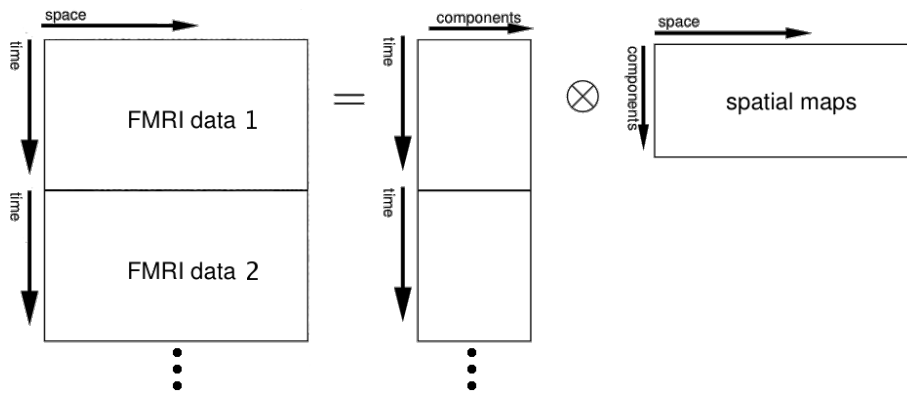 space
components
space
time
FMRI data 1
=
time
⊗
components
spatial maps
time
FMRI data 2
time